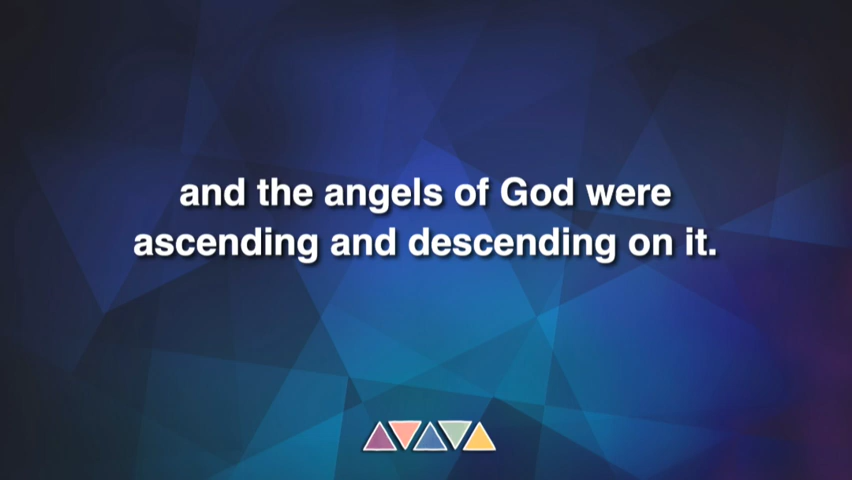 and the angels of God were
ascending and descending on it.